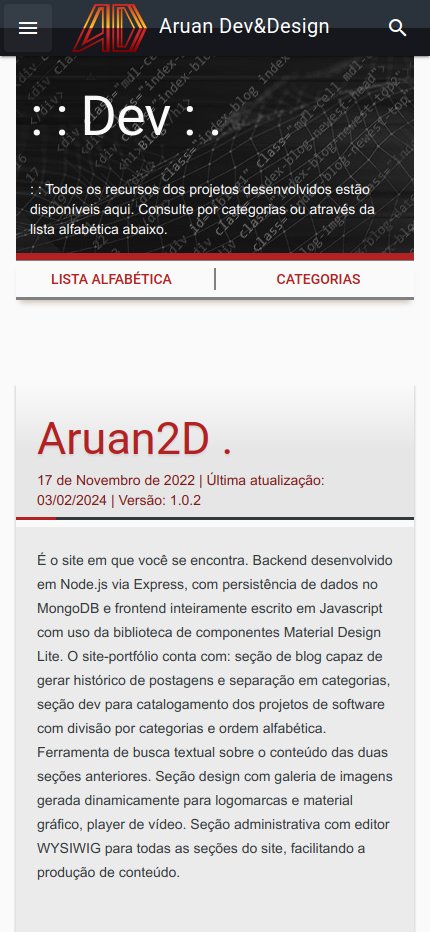 AD
Aruan Dev&Design
: : Dev : .
: : Todos os recursos dos projetos desenvolvidos estão
disponíveis aqui. Consulte por categorias ou através da
lista alfabética abaixo.
LISTA ALFABÉTICA
CATEGORIAS
Aruan2D .
17 de Novembro de 2022 | Última atualização:
03/02/2024 | Versão: 1.0.2
É o site em que você se encontra. Backend desenvolvido
em Node.js via Express, com persistência de dados no
MongoDB e frontend inteiramente escrito em Javascript
com uso da biblioteca de componentes Material Design
Lite. O site-portfólio conta com: seção de blog capaz de
gerar histórico de postagens e separação em categorias,
seção dev para catalogamento dos projetos de software
com divisão por categorias e ordem alfabética.
Ferramenta de busca textual sobre o conteúdo das duas
seções anteriores. Seção design com galeria de imagens
gerada dinamicamente para logomarcas e material
gráfico, player de vídeo. Seção administrativa com editor
WYSIWIG para todas as seções do site, facilitando a
produção de conteúdo.